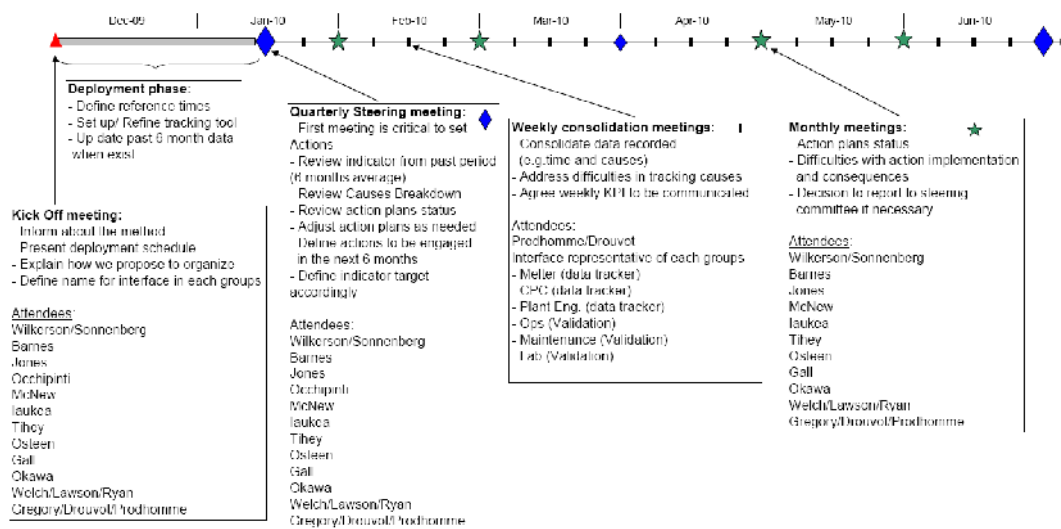 Dec-09
Jan-10
Feb-10
Mar-10
Apr-10
May-10
Jun-10
Deployment phase:
- Define reference times
- Set up/ Refine tracking tool
- Up date past 6 month data
when exist
Kick Off meeting:
Inform about the method
Present deployment schedule
- Explain how we propose to organize
- Define name for interface in each groups
Attendees:
Wilkerson/Sonnenberg
Barnes
Jones
Occhipinti
McNew
Iaukea
Tihey
Osteen
Gall
Okawa
Welch/Lawson/Ryan
Gregory/Drouvot/Prodhomme
Quarterly Steering meeting:
First meeting is critical to set
Actions
- Review indicator from past period
(6 months average)
Review Causes Breakdown
- Review action plans status
- Adjust action plans as needed
Define actions to be engaged
in the next 6 months
- Define indicator target
accordingly
Attendees:
Wilkerson/Sonnenberg
Barnes
Jones
Occhipinti
McNew
Iaukea
Tihey
Osteen
Gall
Okawa
Welch/Lawson/Ryan
Gregory/Drouvot/Prodhomme
Weekly consolidation meetings:
Consolidate data recorded
(e.g.time and causes)
- Address difficulties in tracking causes
- Agree weekly KPI to be communicated
Attendees:
Prodhomme/Drouvot
Interface representative of each groups
- Melter (data tracker)
- CPC (data tracker)
- Plant Eng. (data tracker)
- Ops (Validation)
- Maintenance (Validation)
Lab (Validation)
Monthly meetings:
Action plans status
- Difficulties with action implementation
and consequences
- Decision to report to steering
committee if necessary
Attendees:
Wilkerson/Sonnenberg
Barnes
Jones
McNew
Iaukea
Tihey
Osteen
Gall
Okawa
Welch/Lawson/Ryan
Gregory/Drouvot/Prodhomme